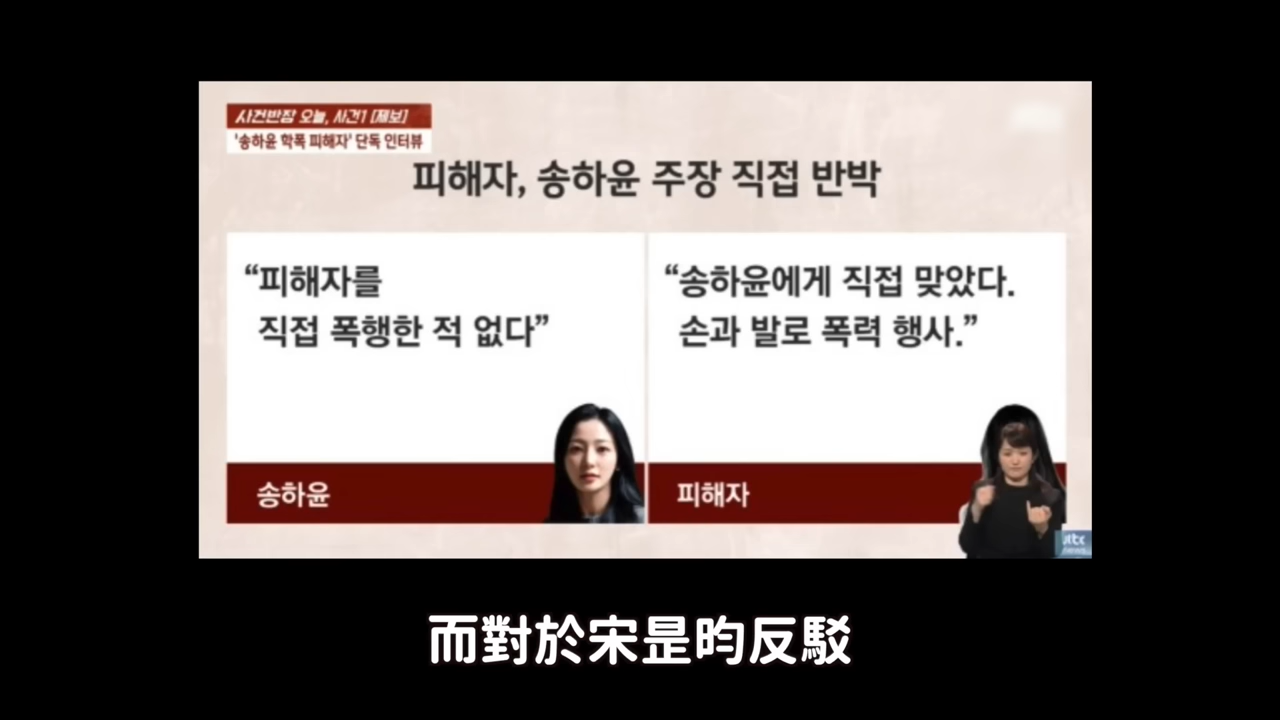 사건반장 오늘, 사건1 [제보]
'송하윤 학폭 피해자' 단독 인터뷰
피해자, 송하윤 주장 직접 반박
“피해자를
직접 폭행한 적 없다”
송하윤
“송하윤에게 직접 맞았다.
손과 발로 폭력 행사.”
피해자
jtbc
news
而對於宋昰昀反駁